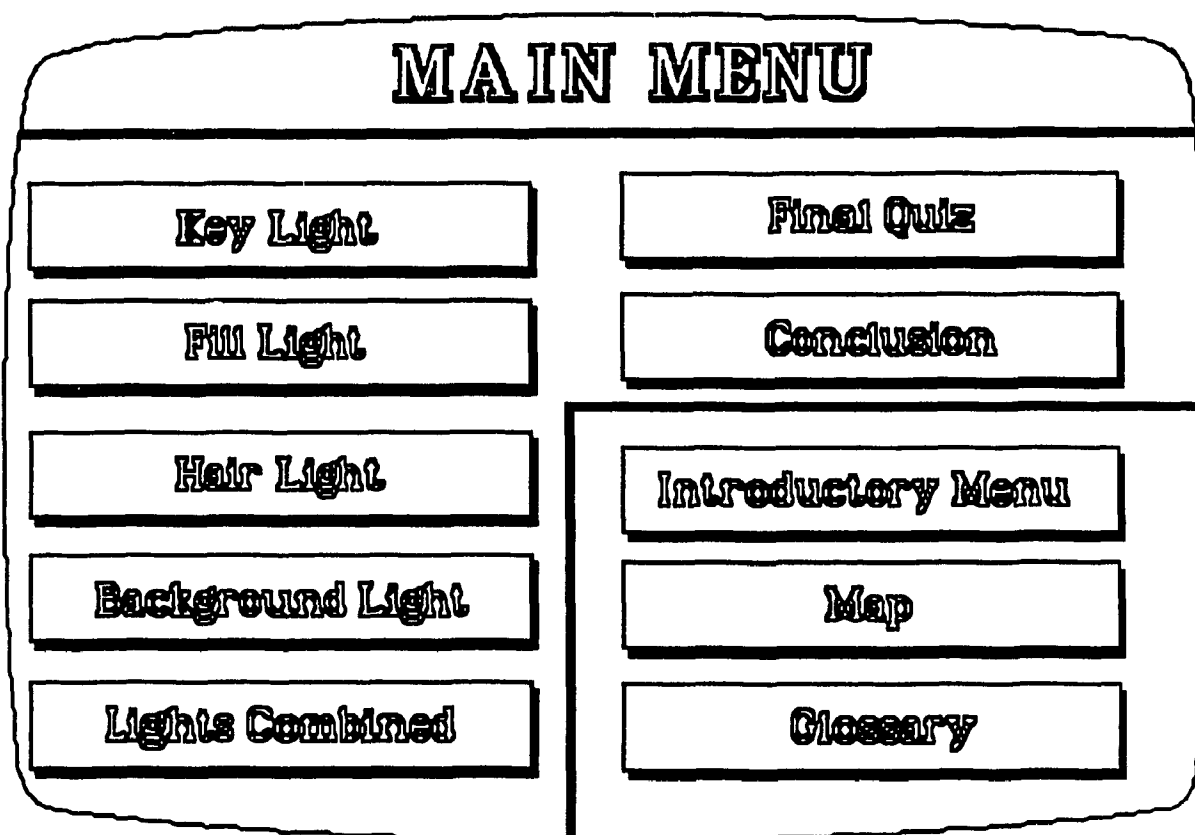 MAIN MENU
Key Light
Fill Light
Hair Light
Background Light
Lights Combined
Final Quiz
Conclusion
Introductory Menu
Map
Glossary